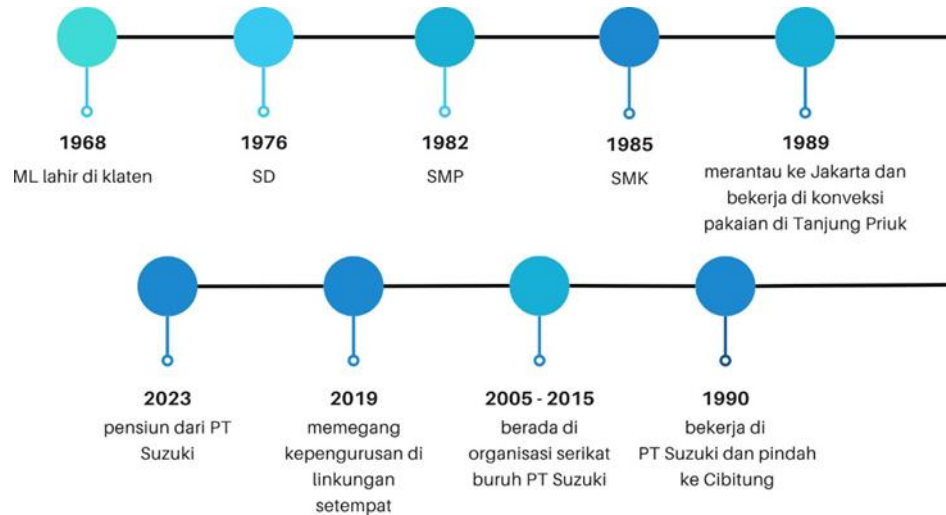 1968
ML lahir di klaten
1976
SD
1982
SMP
1985
SMK
1989
merantau ke Jakarta dan
bekerja di konveksi
pakaian di Tanjung Priuk
2023
pensiun dari PT
Suzuki
2019
memegang
kepengurusan di
linkungan
setempat
2005 - 2015
berada di
organisasi serikat
buruh PT Suzuki
1990
bekerja di
PT Suzuki dan pindah
ke Cibitung